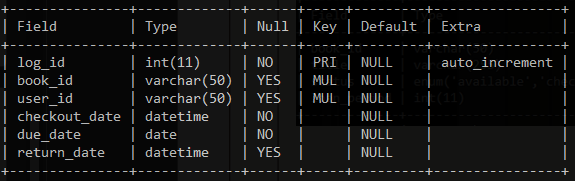 +---------------+-------------+------+-----+---------+----------------+
| Field         | Type        | Null | Key | Default | Extra          |
+---------------+-------------+------+-----+---------+----------------+
| log_id        | int(11)     | NO   | PRI | NULL    | auto_increment |
| book_id       | varchar(50) | YES  | MUL | NULL    |                |
| user_id       | varchar(50) | YES  | MUL | NULL    |                |
| checkout_date | datetime    | NO   |     | NULL    |                |
| due_date      | date        | NO   |     | NULL    |                |
| return_date   | datetime    | YES  |     | NULL    |                |
+---------------+-------------+------+-----+---------+----------------+